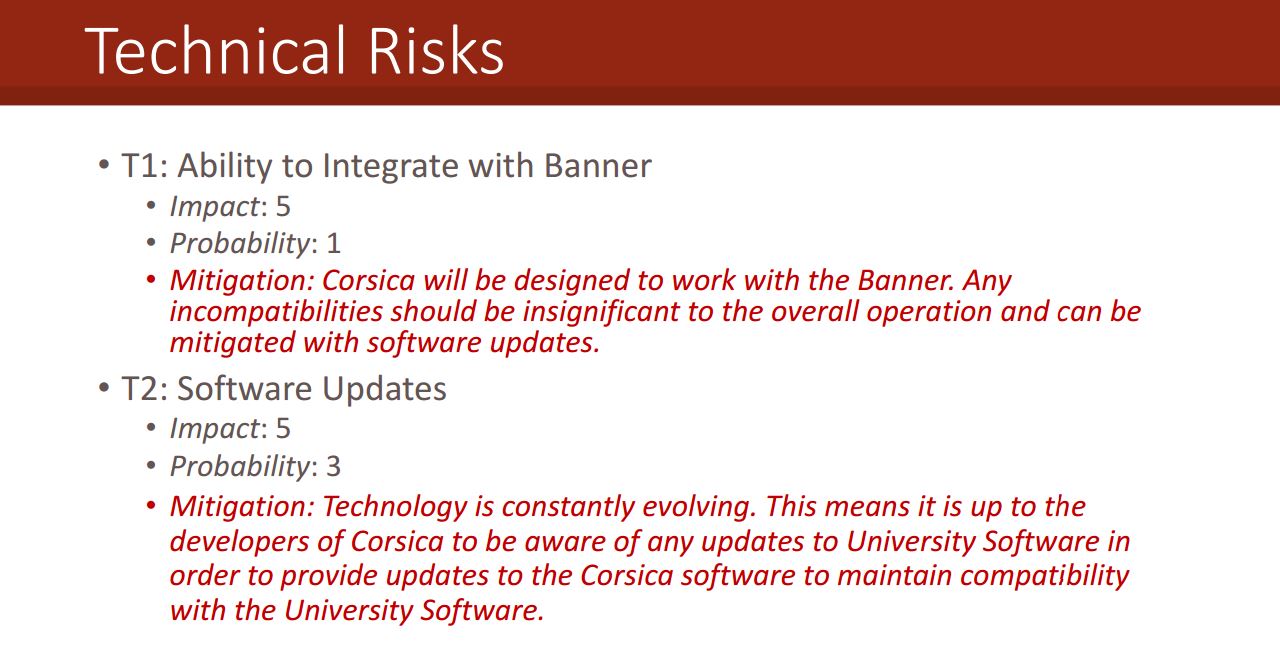 Technical Risks
• T1: Ability to Integrate with Banner
• Impact: 5
• Probability: 1
• Mitigation: Corsica will be designed to work with the Banner. Any
incompatibilities should be insignificant to the overall operation and can be
mitigated with software updates.
• T2: Software Updates
• Impact: 5
• Probability: 3
• Mitigation: Technology is constantly evolving. This means it is up to the
developers of Corsica to be aware of any updates to University Software in
order to provide updates to the Corsica software to maintain compatibility
with the University Software.